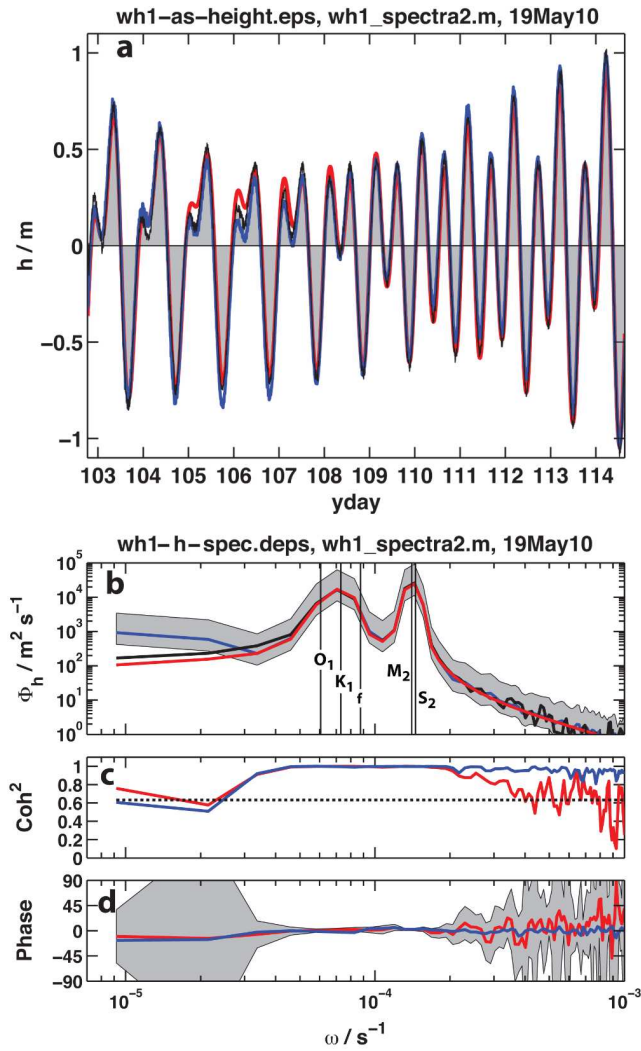 wh1-as-height.eps, wh1_spectra2.m, 19May10
a
1
0.5
0
-0.5
-1
h / m
103 104 105 106 107 108 109 110 111 112 113 114
yday
wh1-h-spec.deps, wh1_spectra2.m, 19May10
b
10^5
10^4
10^3
10^2
10^1
10^0
Φ_h / m² s⁻¹
O₁
K₁
f
M₂
S₂
c
1
0.8
0.6
0.4
0.2
0
Coh²
d
90
45
0
-45
-90
Phase
10⁻⁵ 10⁻⁴ 10⁻³
ω / s⁻¹